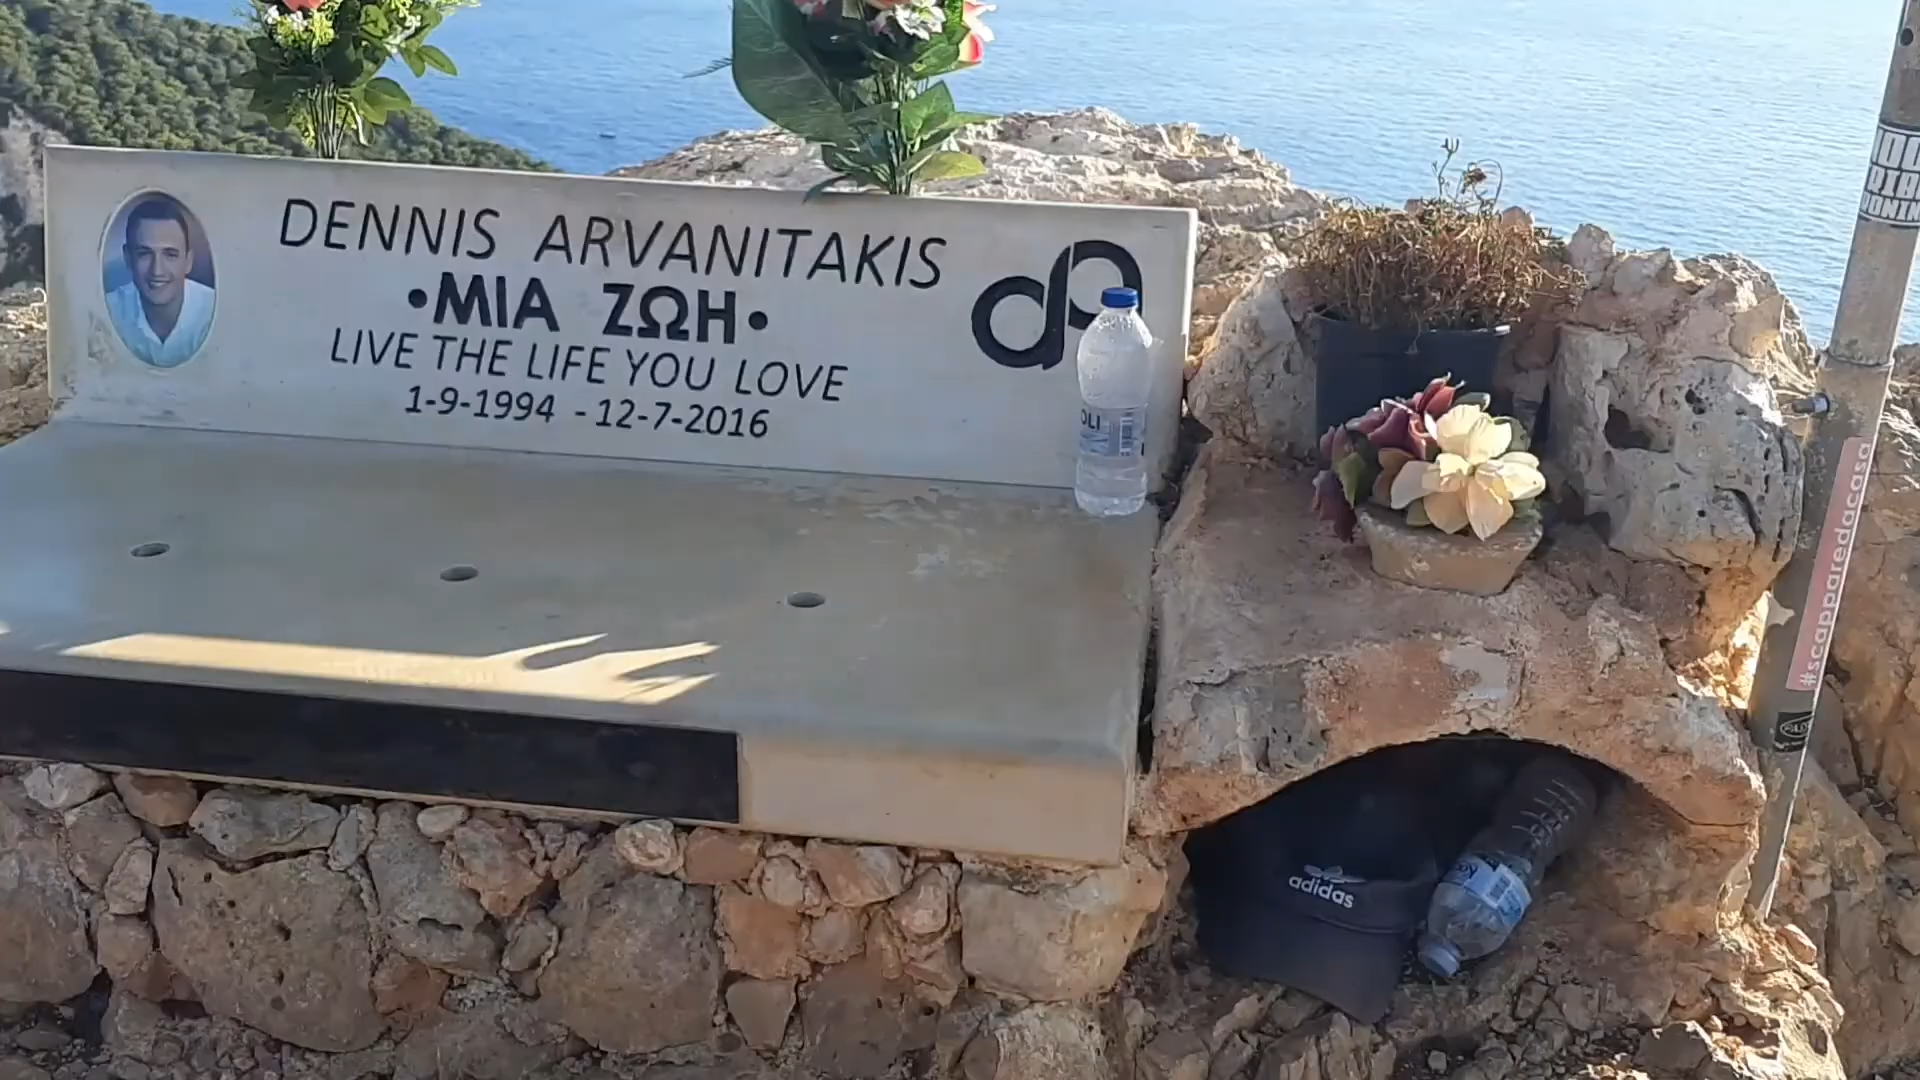 DENNIS ARVANITAKIS
•ΜΙΑ ΖΩΗ•
LIVE THE LIFE YOU LOVE
1-9-1994 - 12-7-2016
adidas
#scapparedacasa